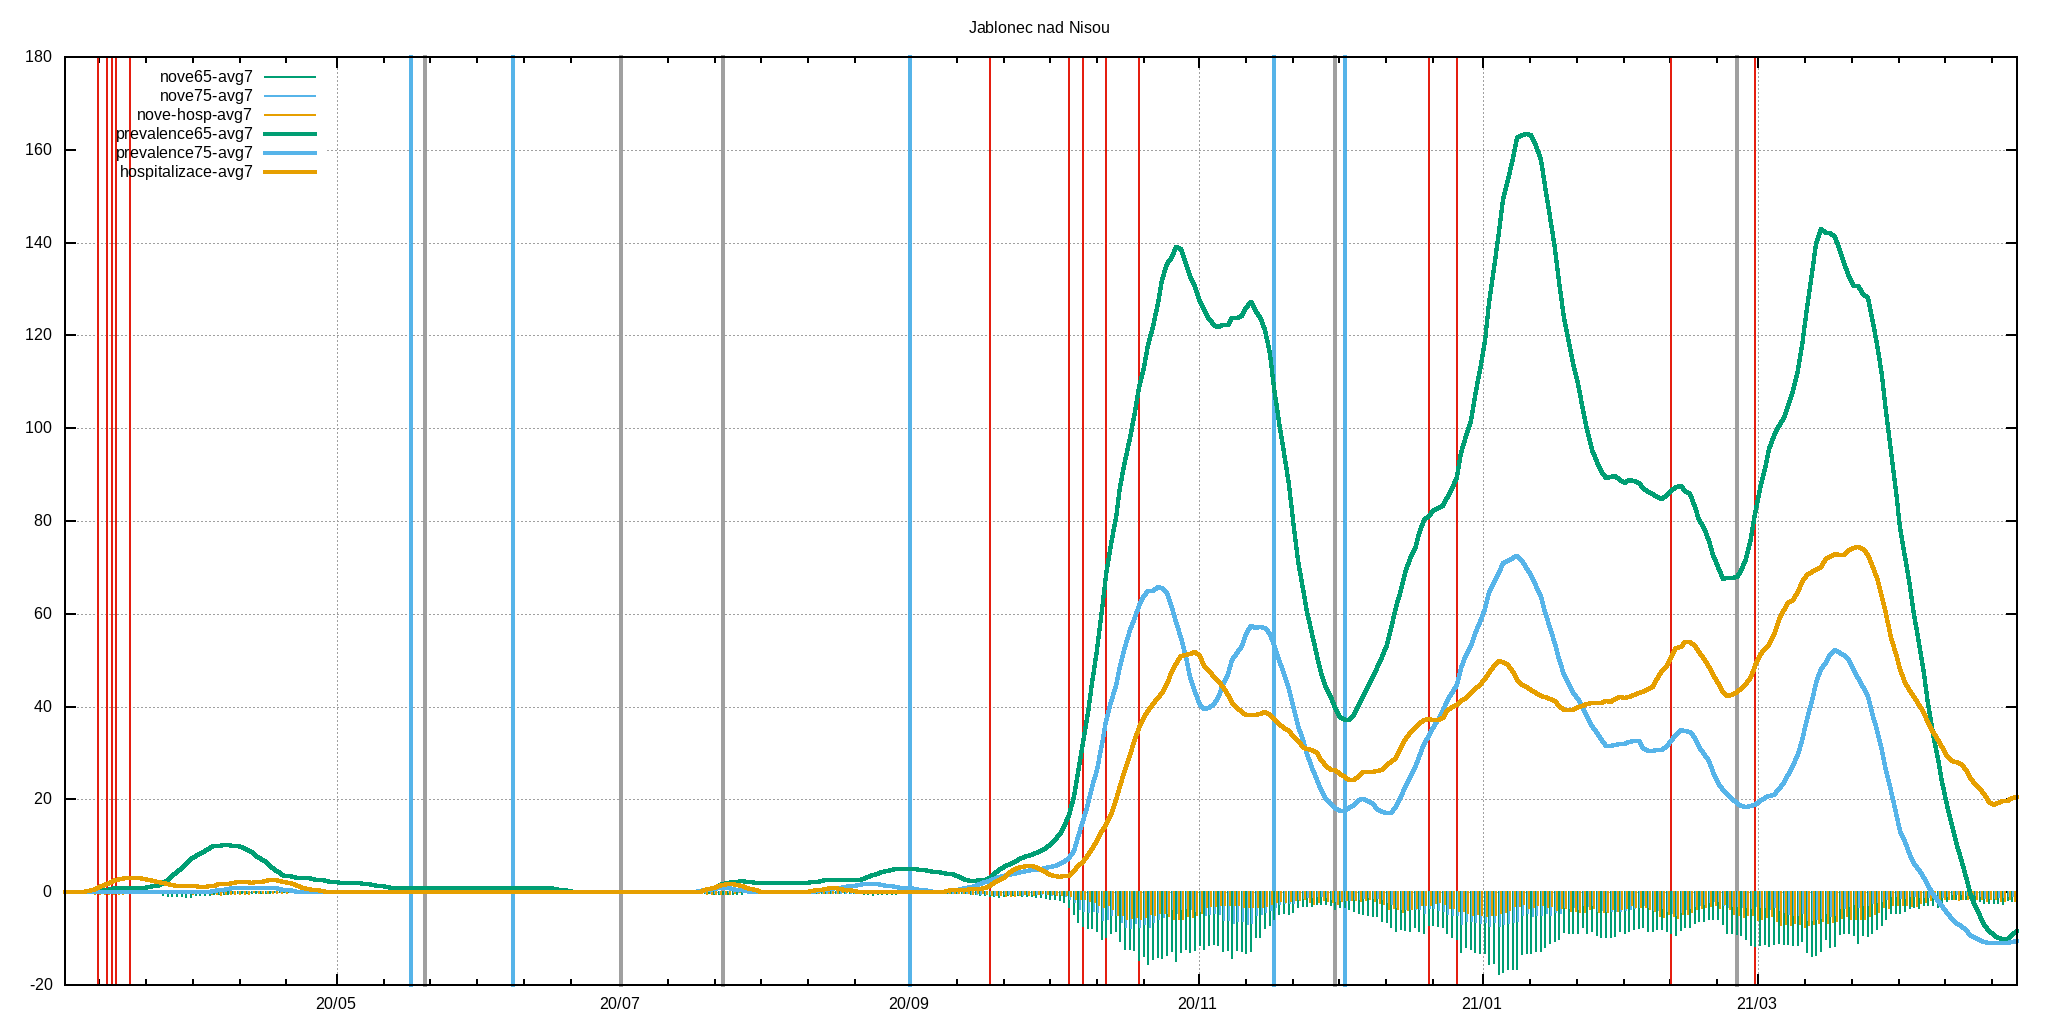 Jablonec nad Nisou
180
160
140
120
100
80
60
40
20
0
-20
nove65-avg7
nove75-avg7
nove-hosp-avg7
prevalence65-avg7
prevalence75-avg7
hospitalizace-avg7
20/05
20/07
20/09
20/11
21/01
21/03